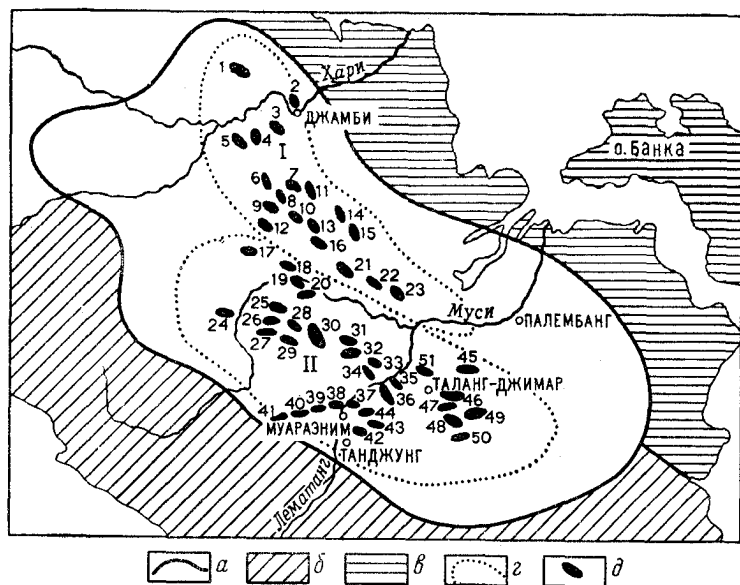 1
2
Хари
3
ДЖАМБИ
5 4
I
о. Банка
6 7 11
8
9 10 14
12 13 15
16
17
18 21 22
19 20 23
Муси
24 25 28 30 31
ПАЛЕМБАНГ
26
27 29 32
II
34 33 51 45
35 ТАЛАНГ-ДЖИМАР
41 40 39 38 37 36 46
44 47 49
МУАРАЭНИМ 43 48
42 50
ТАНДЖУНГ
Лематанг
а б в г д